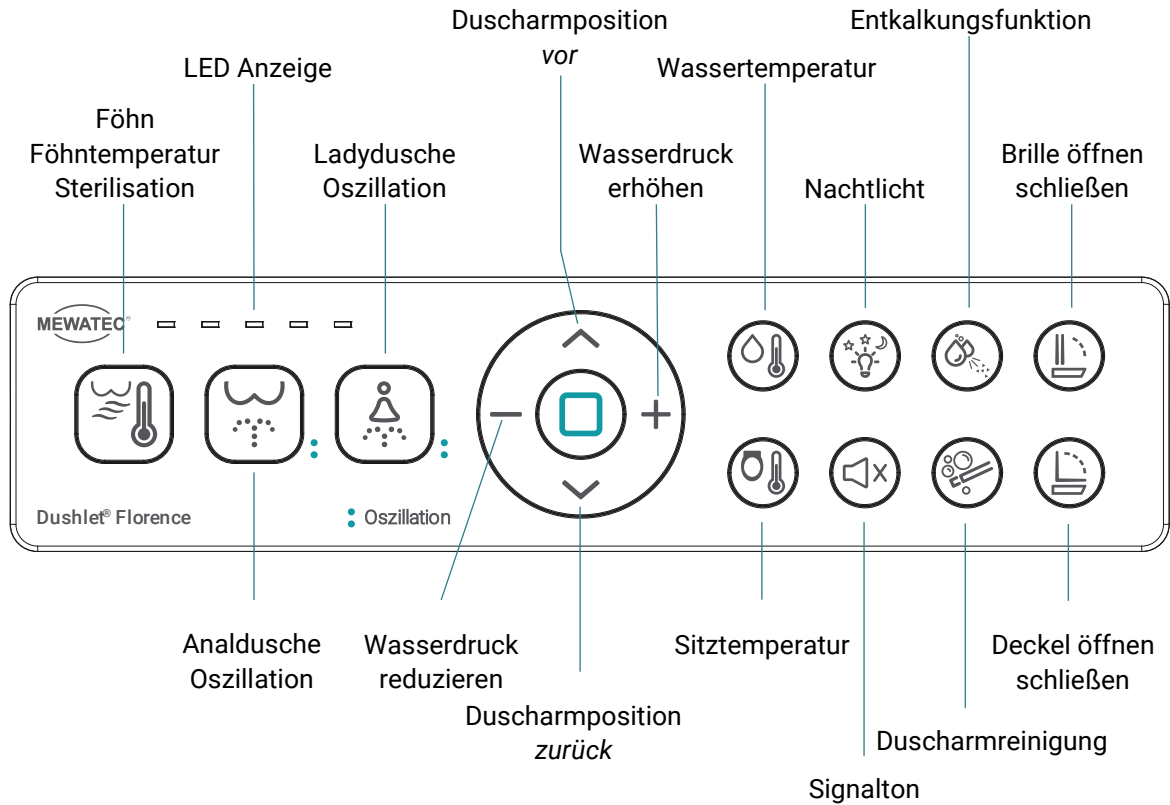 Duscharmposition
vor
Entkalkungsfunktion
LED Anzeige
Wassertemperatur
Föhn
Föhntemperatur
Sterilisation
Ladydusche
Oszillation
Wasserdruck
erhöhen
Nachtlicht
Brille öffnen
schließen
MEWATEC®
Dushlet® Florence
Oszillation
Analdusche
Oszillation
Wasserdruck
reduzieren
Duscharmposition
zurück
Sitztemperatur
Deckel öffnen
schließen
Duscharmreinigung
Signalton